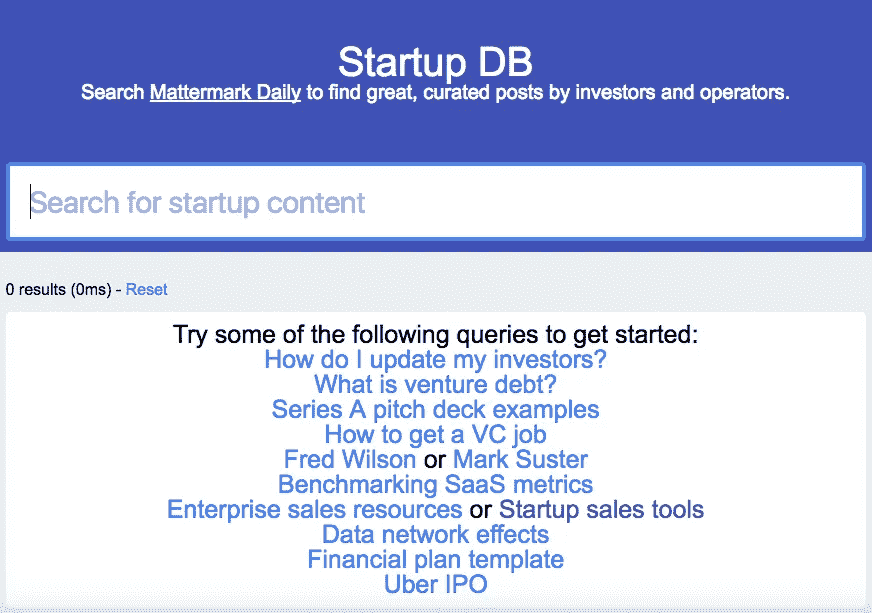 Startup DB
Search Mattermark Daily to find great, curated posts by investors and operators.
Search for startup content
0 results (0ms) - Reset
Try some of the following queries to get started:
How do I update my investors?
What is venture debt?
Series A pitch deck examples
How to get a VC job
Fred Wilson or Mark Suster
Benchmarking SaaS metrics
Enterprise sales resources or Startup sales tools
Data network effects
Financial plan template
Uber IPO